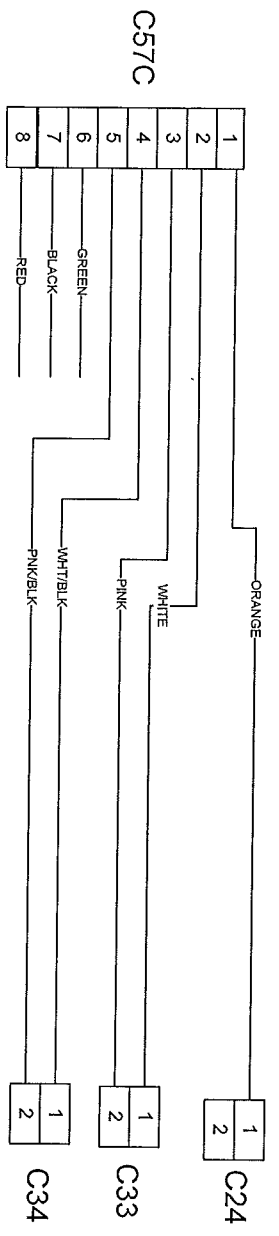 C57C
1
2
3
4
5
6
7
8
ORANGE
WHITE
PINK
WHT/BLK
PNK/BLK
GREEN
BLACK
RED
1
2
C24
1
2
C33
1
2
C34